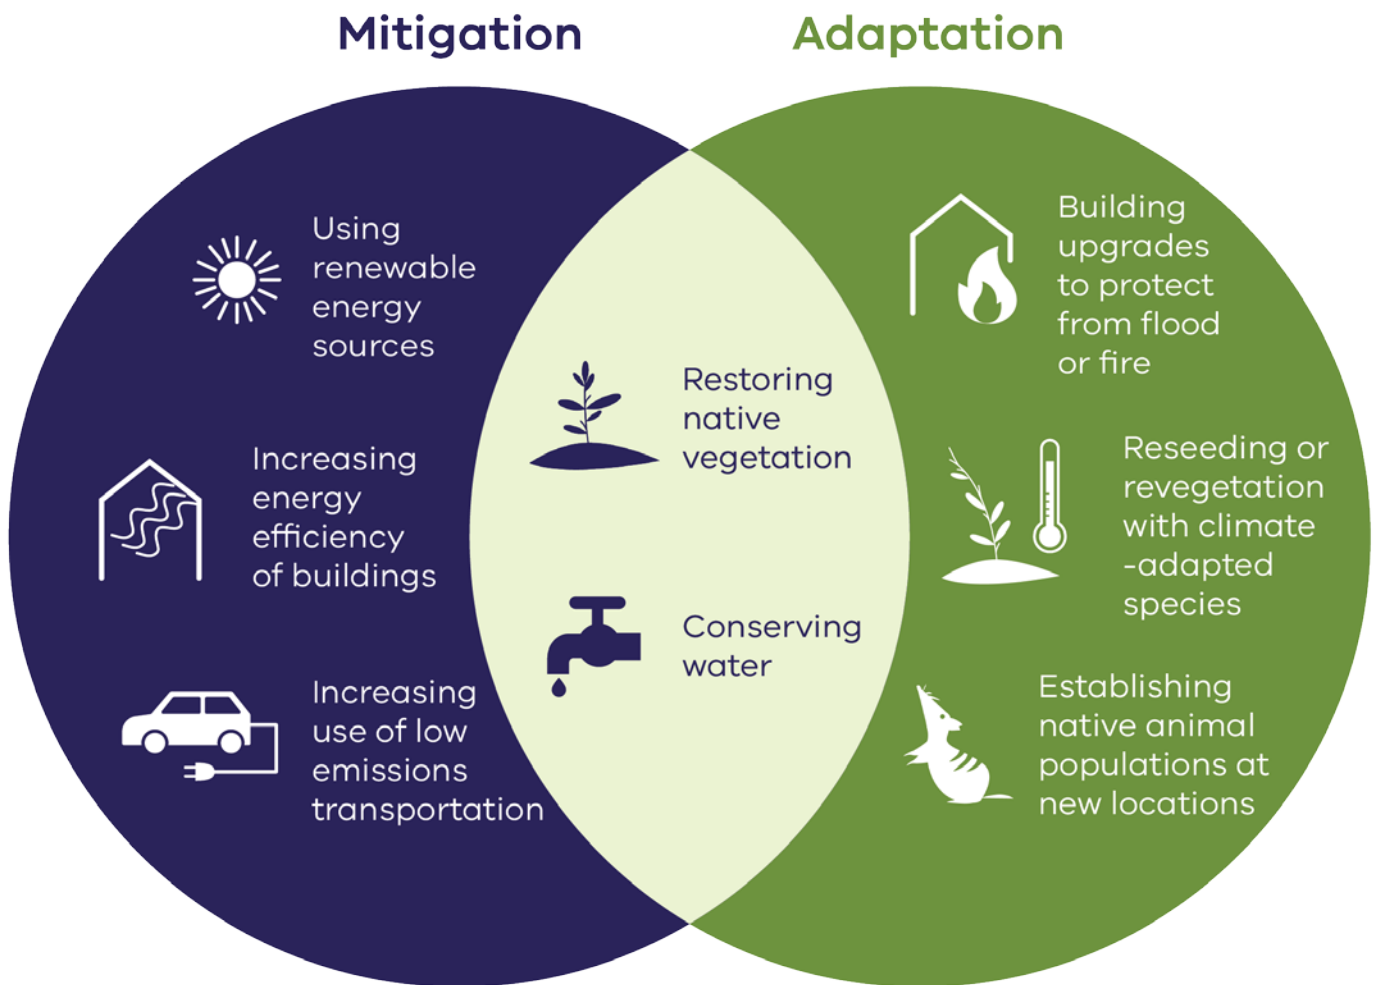 Mitigation
Adaptation
Using
renewable
energy
sources
Increasing
energy
efficiency
of buildings
Increasing
use of low
emissions
transportation
Restoring
native
vegetation
Conserving
water
Building
upgrades
to protect
from flood
or fire
Reseeding or
revegetation
with climate
-adapted
species
Establishing
native animal
populations at
new locations